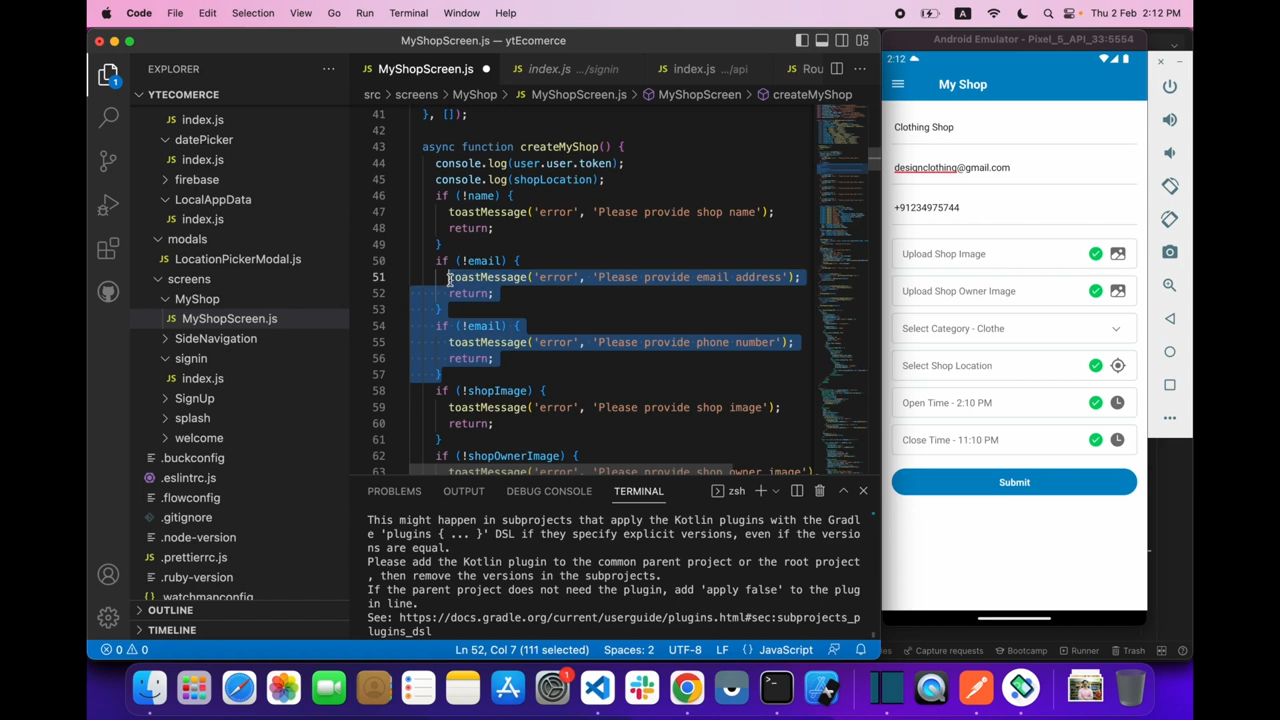 Code File Edit Selection View Go Run Terminal Window Help A Thu 2 Feb 2:12 PM
MyShopScreen.js — ytEcomerce
EXPLORER
YTECOMMERCE
index.js
datePicker
index.js
firebase
LocalAppData
index.js
modals
LocationPickerModal.js
screens
MyShop
MyShopScreen.js
SideNavigation
signin
index.js
SignUp
splash
welcome
.buckconfig
.eslintrc.js
.flowconfig
.gitignore
.node-version
.prettierrc.js
.ruby-version
.watchmanconfig
OUTLINE
TIMELINE
MyShopScreen.js index.js .../signin index.js .../api Rou
src > screens > MyShop > MyShopScreen.js > MyShopScreen > createMyShop
41 }, []);
42
43 async function createMyShop() {
44 console.log(user.user.token);
45 console.log(shopLocation);
46 if (!name) {
47 toastMessage('error', 'Please provide shop name');
48 return;
49 }
50 if (!email) {
51 toastMessage('error', 'Please provide email address');
52 return;
53 }
54 if (!email) {
55 toastMessage('error', 'Please provide phone number');
56 return;
57 }
58 if (!shopImage) {
59 toastMessage('error', 'Please provide shop image');
60 return;
61 }
62 if (!shopOwnerImage) {
63 toastMessage('error', 'Please provide shop owner image')
PROBLEMS OUTPUT DEBUG CONSOLE TERMINAL zsh
This might happen in subprojects that apply the Kotlin plugins with the Gradl
e 'plugins { ... }' DSL if they specify explicit versions, even if the versio
ns are equal.
Please add the Kotlin plugin to the common parent project or the root project
, then remove the versions in the subprojects.
If the parent project does not need the plugin, add 'apply false' to the plug
in line.
See: https://docs.gradle.org/current/userguide/plugins.html#sec:subprojects_p
lugins_dsl
0 0 Ln 52, Col 7 (111 selected) Spaces: 2 UTF-8 LF {} JavaScript
Android Emulator - Pixel_5_API_33:5554
2:12
My Shop
Clothing Shop
designclothing@gmail.com
+91234975744
Upload Shop Image
Upload Shop Owner Image
Select Category - Clothe
Select Shop Location
Open Time - 2:10 PM
Close Time - 11:10 PM
Submit
Capture requests Bootcamp Runner Trash